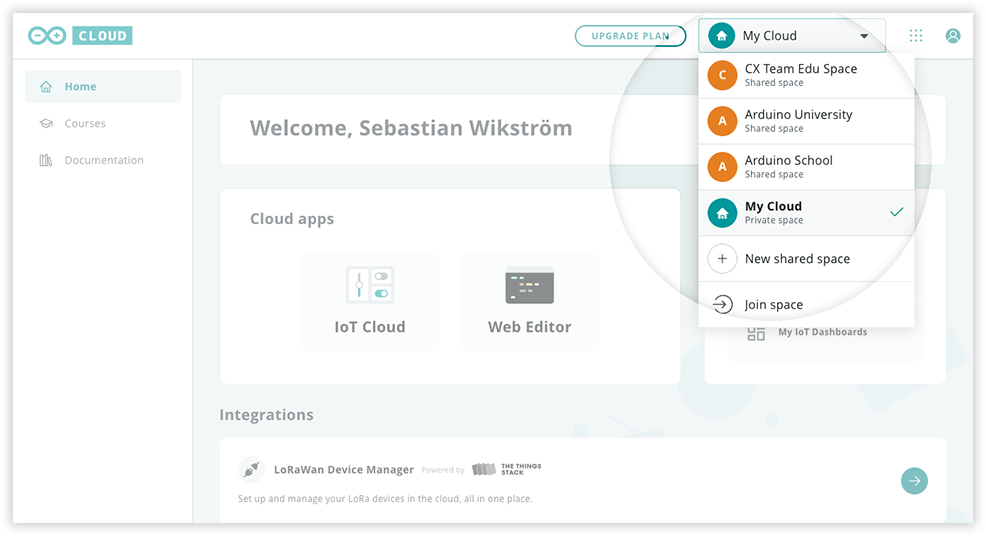 CLOUD
UPGRADE PLAN
My Cloud
CX Team Edu Space
Shared space
Arduino University
Shared space
Arduino School
Shared space
My Cloud
Private space
New shared space
Join space
Home
Courses
Documentation
Welcome, Sebastian Wikström
Cloud apps
IoT Cloud
Web Editor
My IoT Dashboards
Integrations
LoRaWan Device Manager Powered by THE THINGS
STACK
Set up and manage your LoRa devices in the cloud, all in one place.